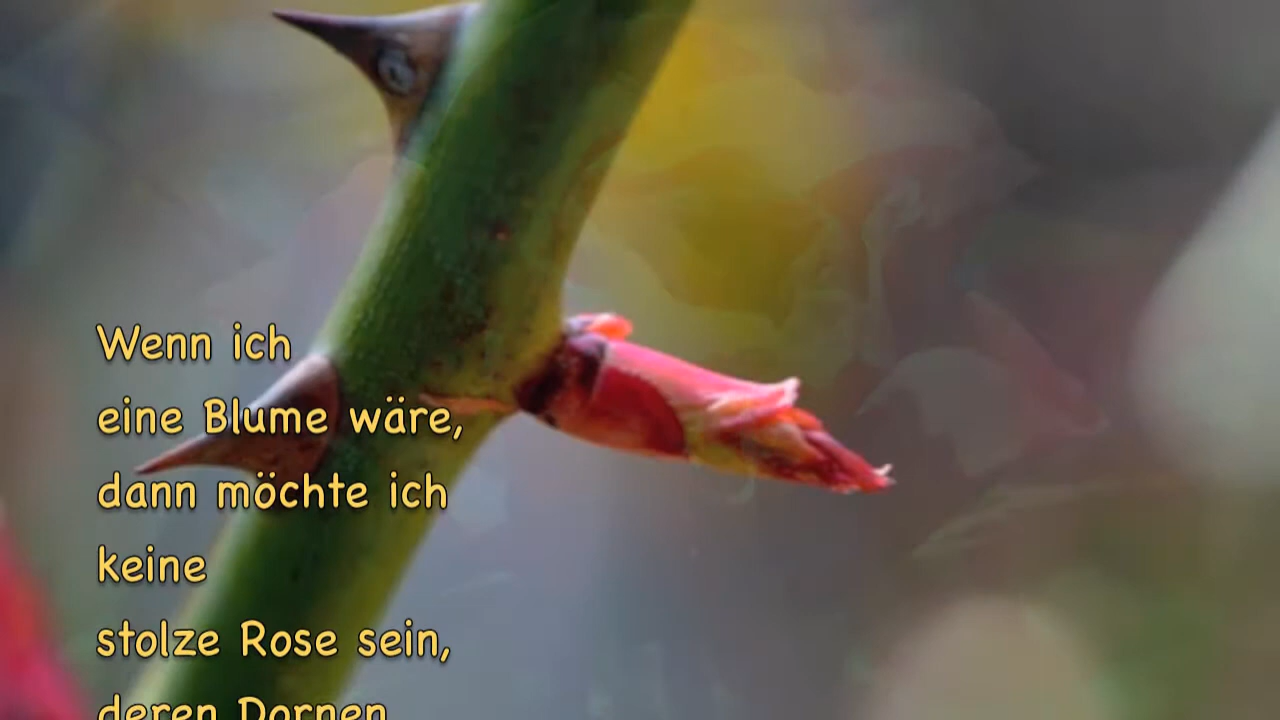 Wenn ich
eine Blume wäre,
dann möchte ich
keine
stolze Rose sein,
deren Dornen